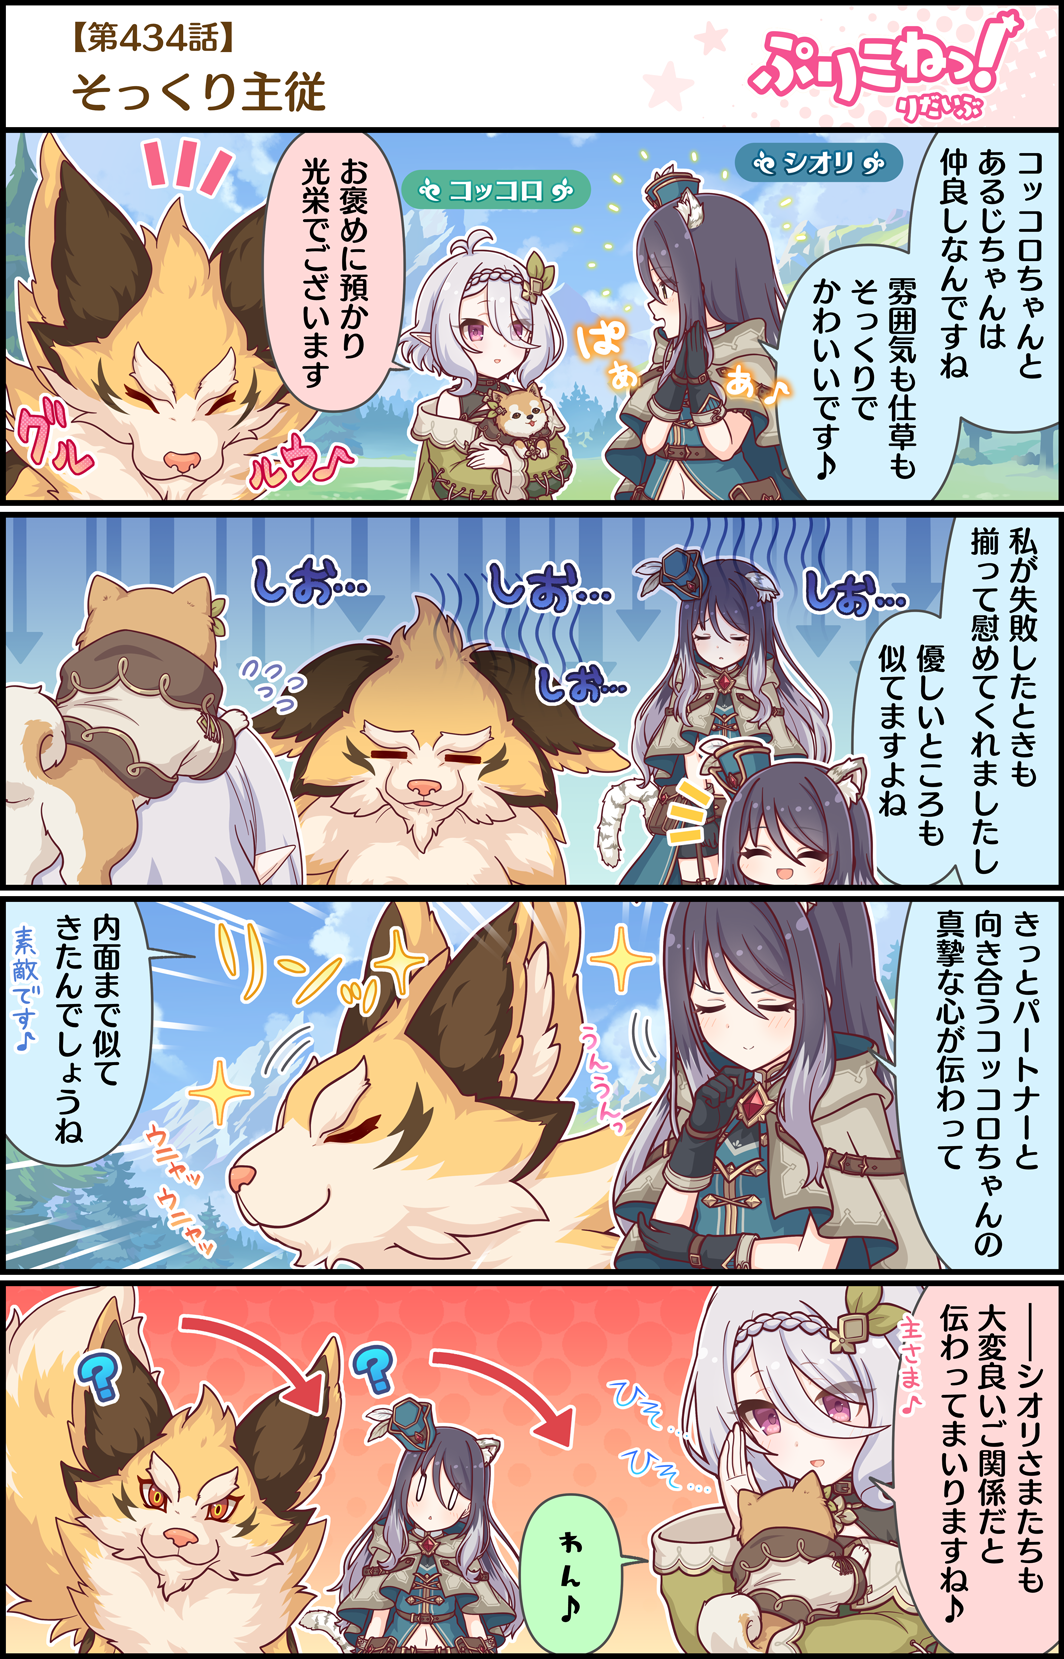 【第434話】
そっくり主従
ぷりこねっ!
りだいぶ
コッコロちゃんと
あるじちゃんは
仲良しなんですね
雰囲気も仕草も
そっくりで
かわいいです♪
シオリ
コッコロ
ぱぁ
あ♪
お褒めに預かり
光栄でございます
グル
ルウ♪
私が失敗したときも
揃って慰めてくれましたし
優しいところも
似てますよね
しお…
しお…
しお…
しお…
きっとパートナーと
向き合うコッコロちゃんの
真摯な心が伝わって
うんうんっ
リンッ
ウニャッ
ウニャッ
内面まで似て
きたんでしょうね
素敵です♪
――シオリさまたちも
大変良いご関係だと
伝わってまいりますね♪
主さま♪
ひそ…
ひそ…
わん♪
?
?